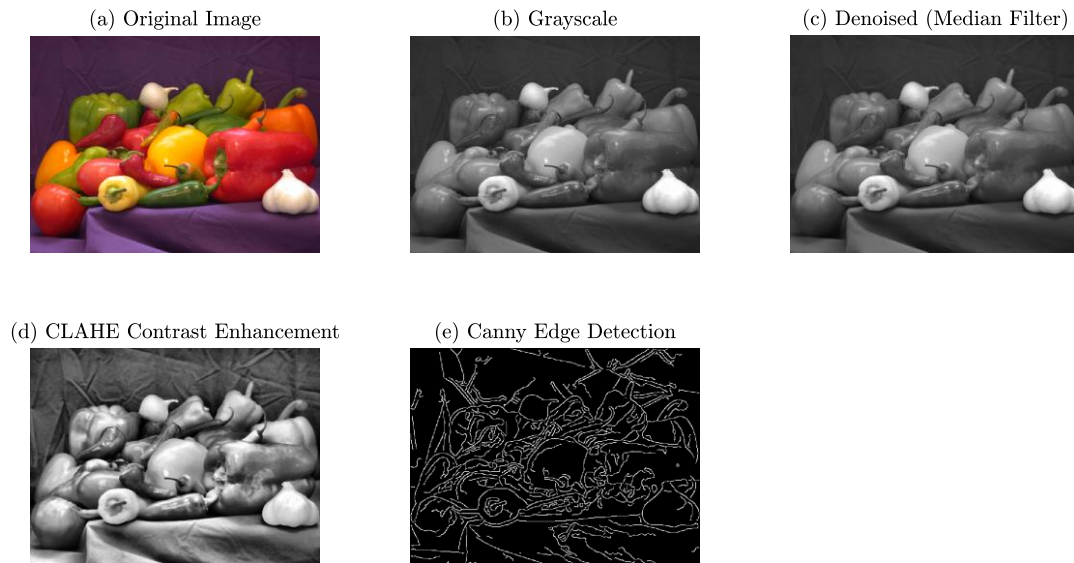 (a) Original Image
(b) Grayscale
(c) Denoised (Median Filter)
(d) CLAHE Contrast Enhancement
(e) Canny Edge Detection